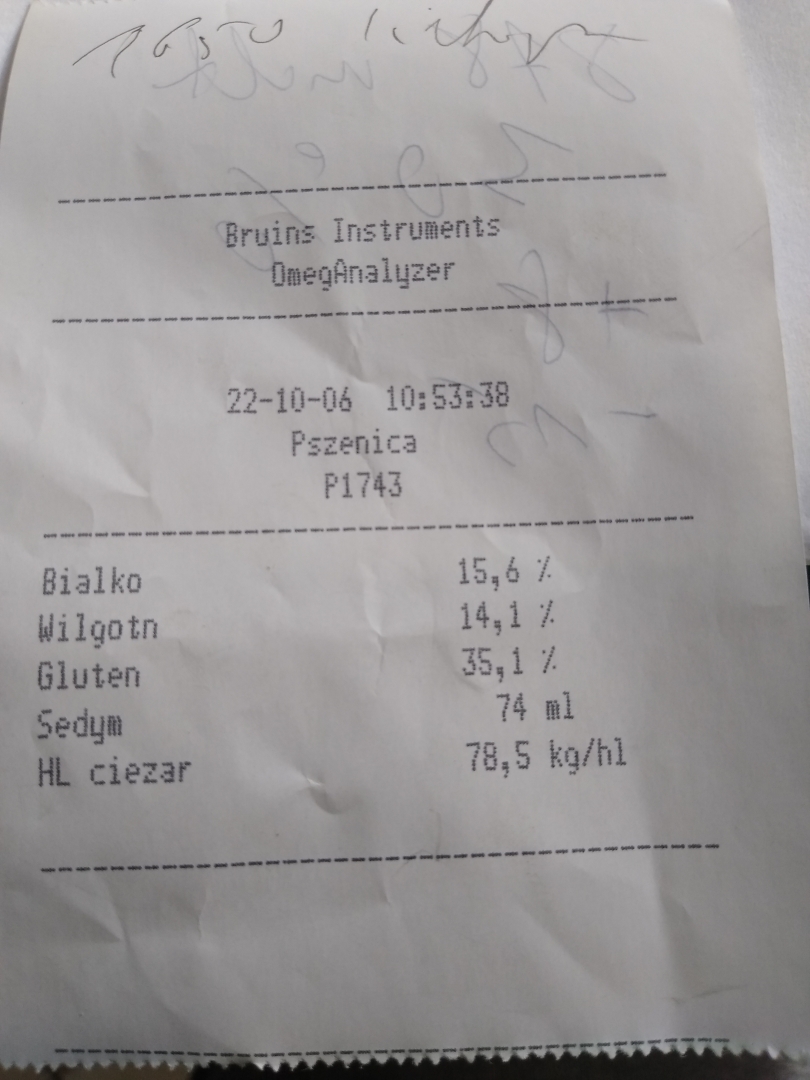 1650
Bruins Instruments
OmegAnalyzer
22-10-06 10:53:38
Pszenica
P1743
Bialko 15,6 %
Wilgotn 14,1 %
Gluten 35,1 %
Sedym 74 ml
HL ciezar 78,5 kg/hl